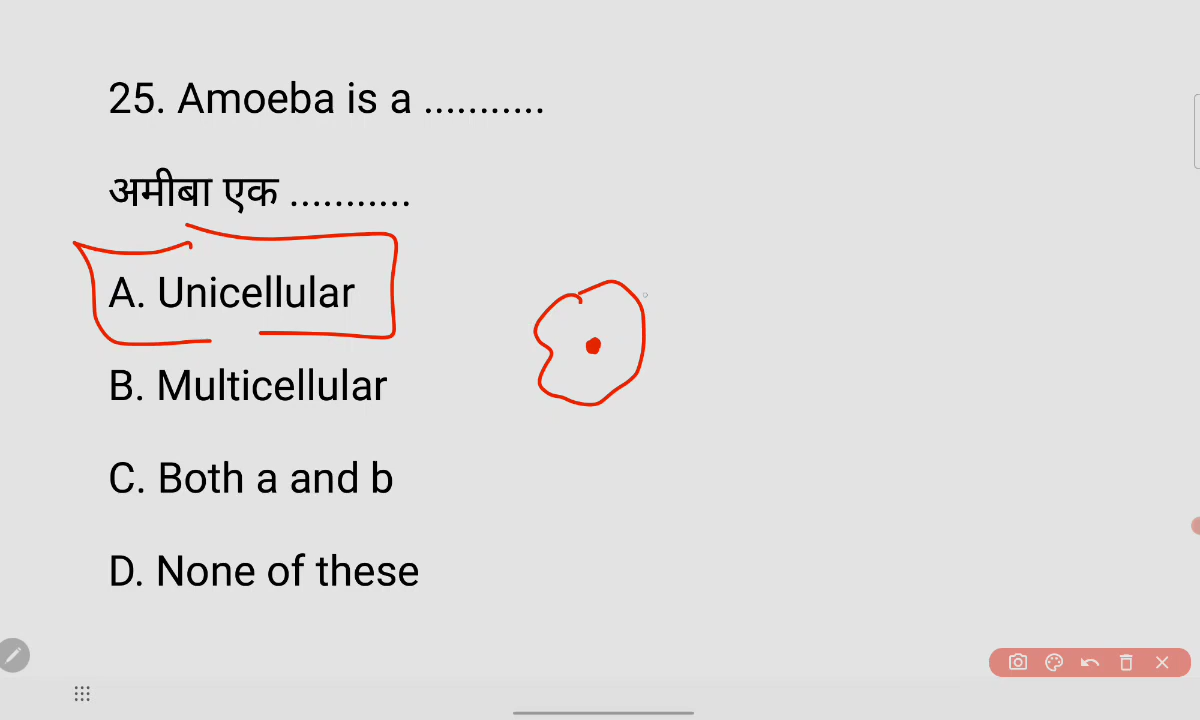 25. Amoeba is a ...........
अमीबा एक ...........
A. Unicellular
B. Multicellular
C. Both a and b
D. None of these